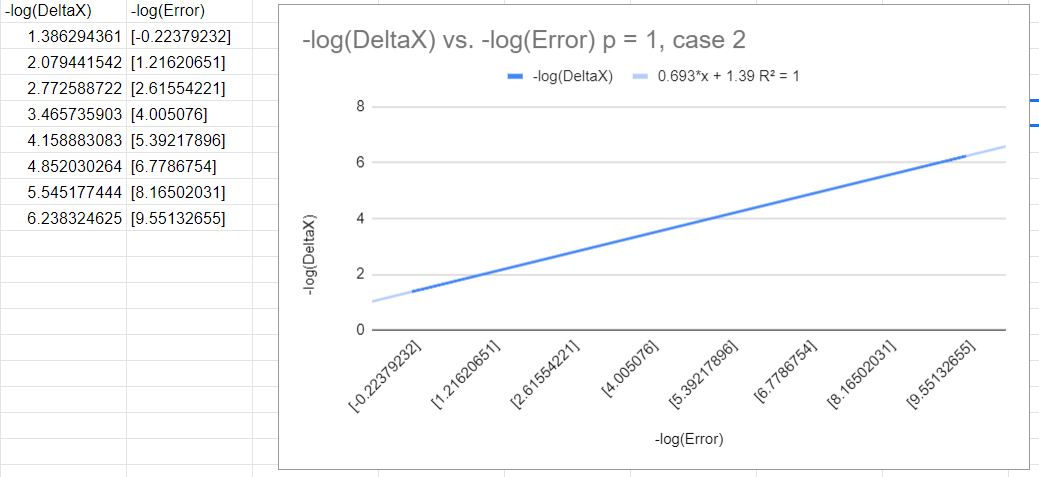 -log(DeltaX) -log(Error)
1.386294361 [-0.22379232]
2.079441542 [1.21620651]
2.772588722 [2.61554221]
3.465735903 [4.005076]
4.158883083 [5.39217896]
4.852030264 [6.7786754]
5.545177444 [8.16502031]
6.238324625 [9.55132655]
-log(DeltaX) vs. -log(Error) p = 1, case 2
-log(DeltaX) 0.693*x + 1.39 R² = 1
8
6
4
2
0
-log(DeltaX)
[-0.22379232] [1.21620651] [2.61554221] [4.005076] [5.39217896] [6.7786754] [8.16502031] [9.55132655]
-log(Error)